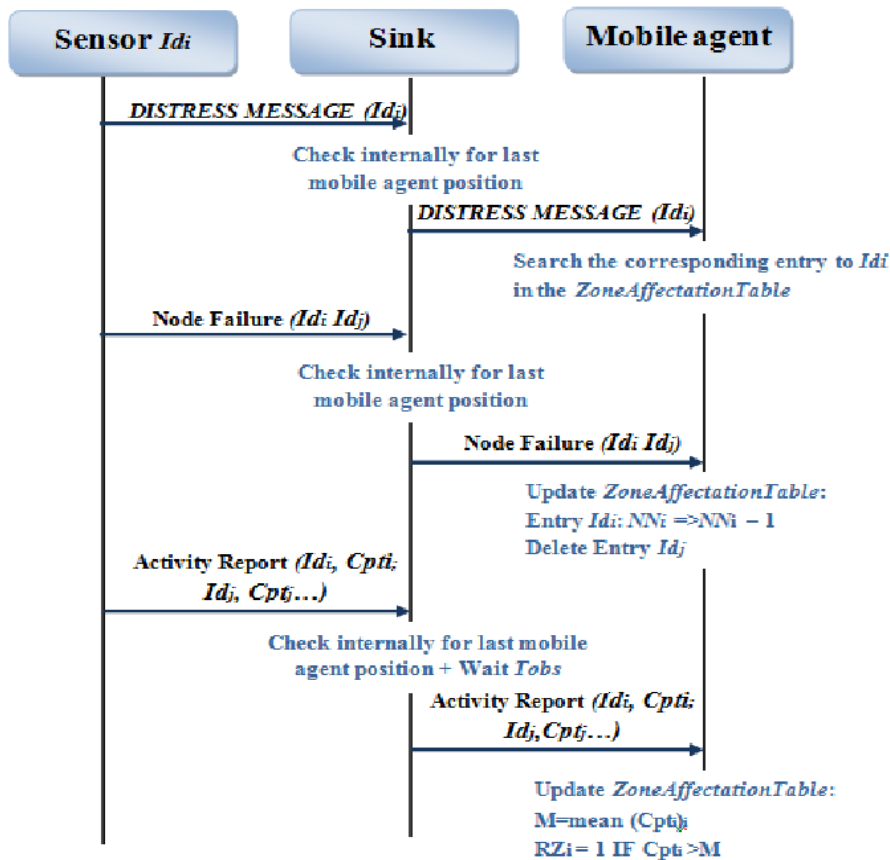 Sensor Idi
Sink
Mobile agent
DISTRESS MESSAGE (Idi)
Check internally for last
mobile agent position
DISTRESS MESSAGE (Idi)
Search the corresponding entry to Idi
in the ZoneAffectationTable
Node Failure (Idi Idj)
Check internally for last
mobile agent position
Node Failure (Idi Idj)
Update ZoneAffectationTable:
Entry Idi: NNi =>NNi – 1
Delete Entry Idj
Activity Report (Idi, Cpti;
Idj, Cptj…)
Check internally for last mobile
agent position + Wait Tobs
Activity Report (Idi, Cpti;
Idj,Cptj…)
Update ZoneAffectationTable:
M=mean (Cpti)i
RZi = 1 IF Cpti >M